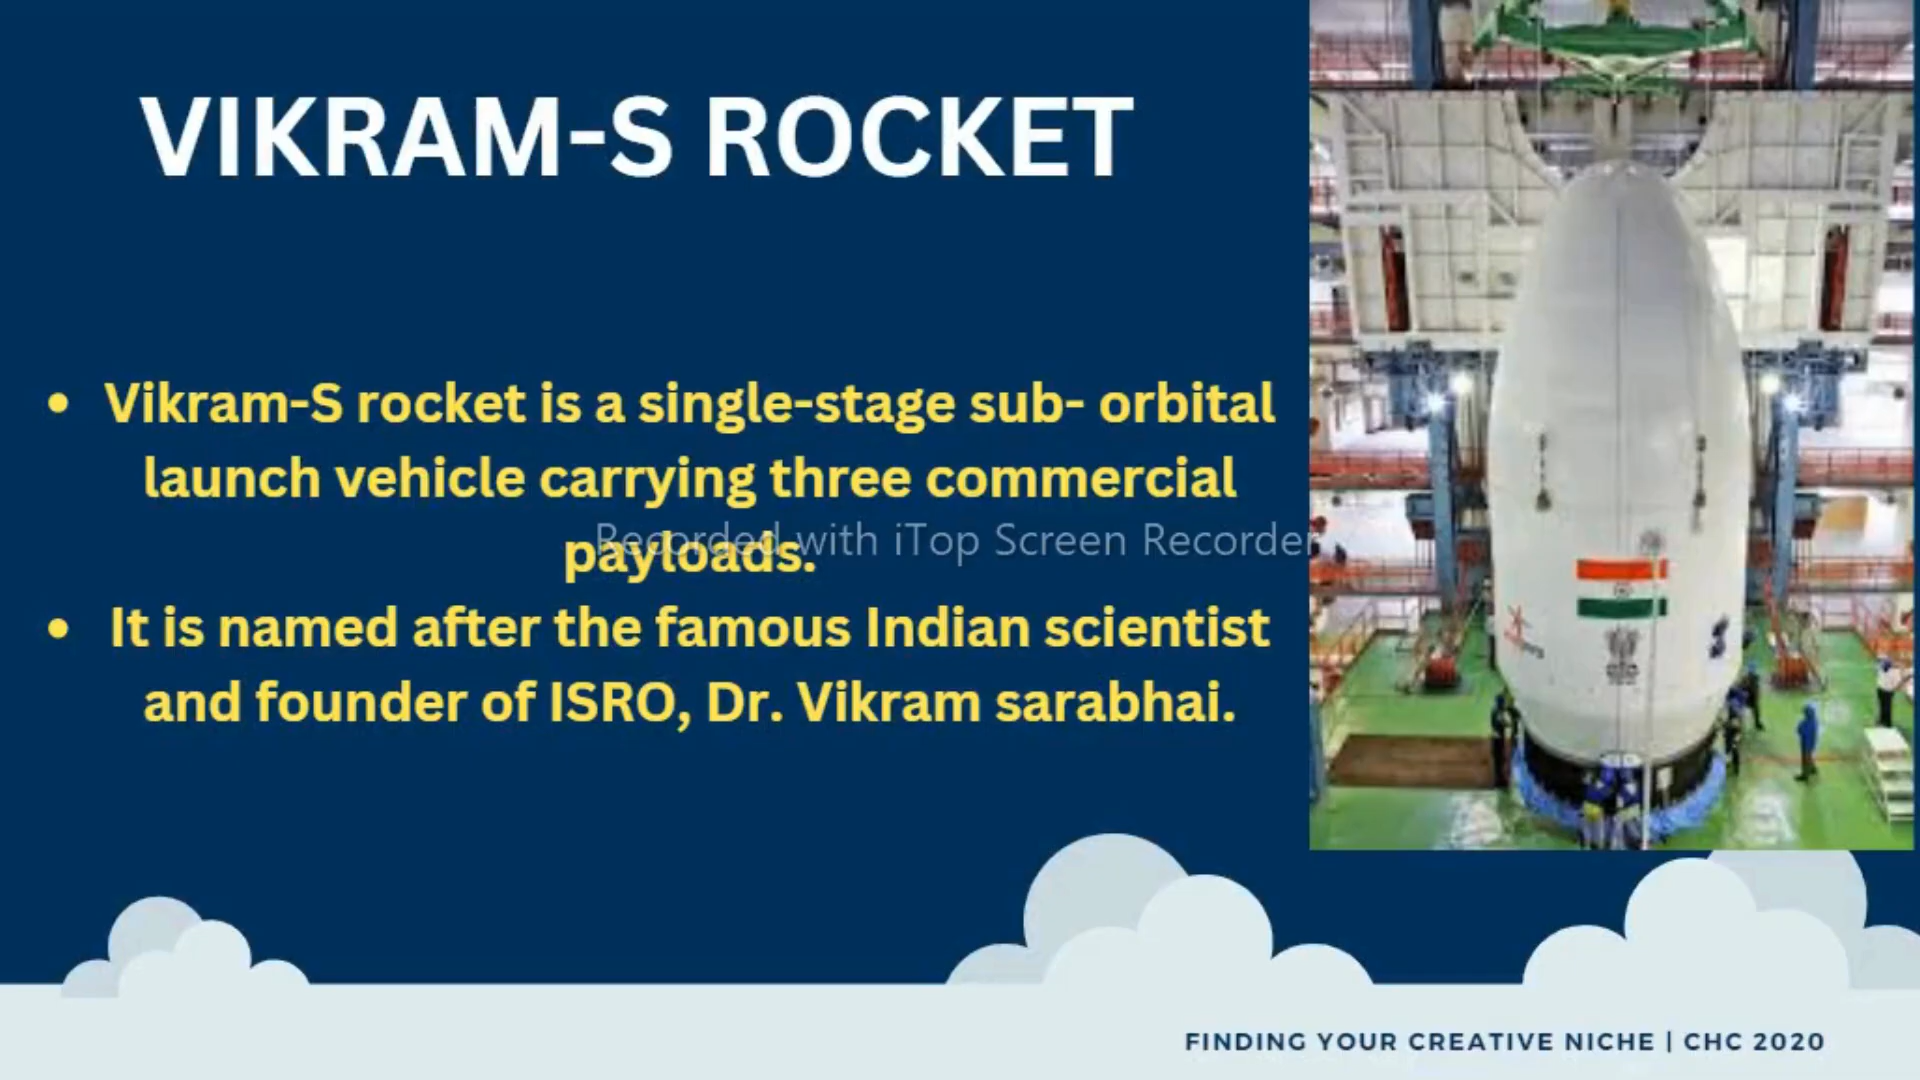 VIKRAM-S ROCKET
• Vikram-S rocket is a single-stage sub- orbital
launch vehicle carrying three commercial
payloads.
Recorded with iTop Screen Recorder
• It is named after the famous Indian scientist
and founder of ISRO, Dr. Vikram sarabhai.
FINDING YOUR CREATIVE NICHE | CHC 2020